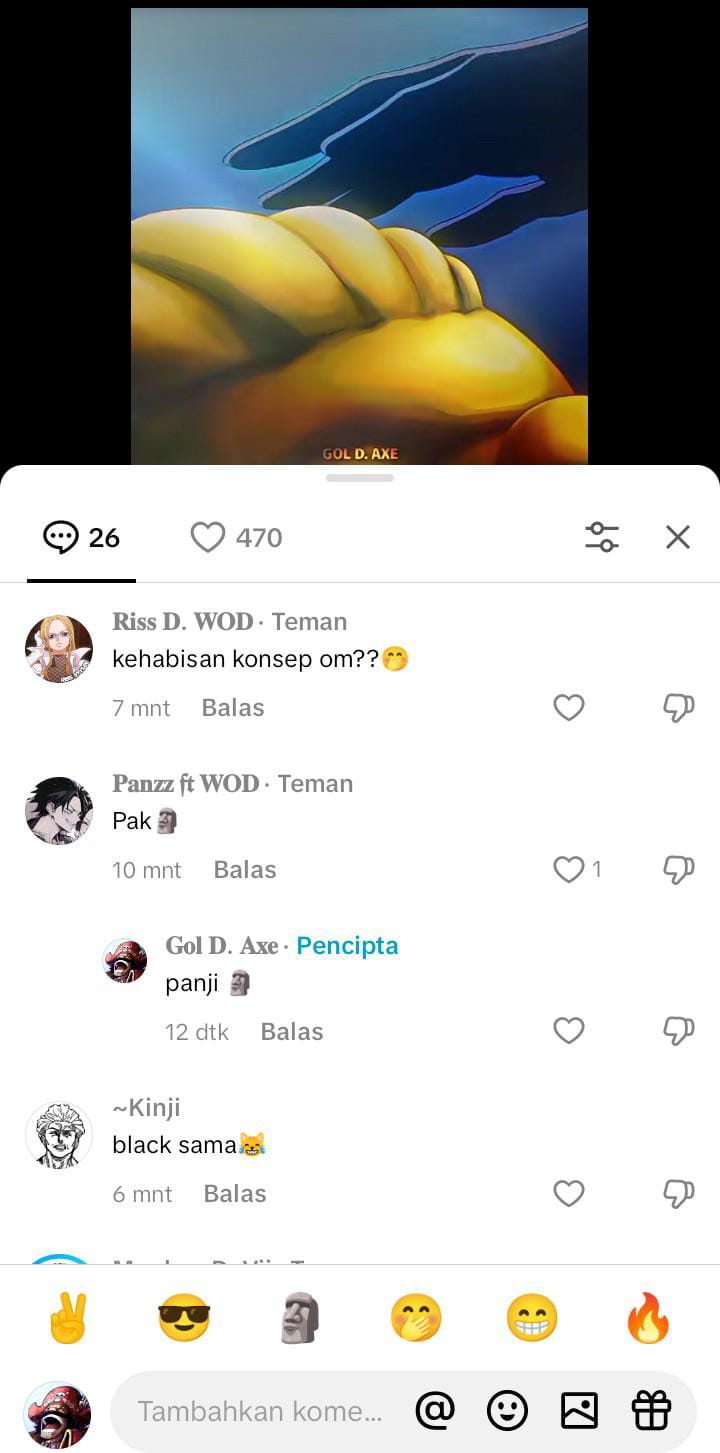 GOL D. AXE
26
470
Riss D. WOD · Teman
kehabisan konsep om??🤭
7 mnt Balas
Panzz ft WOD · Teman
Pak🗿
10 mnt Balas 1
Gol D. Axe · Pencipta
panji 🗿
12 dtk Balas
~Kinji
black sama😹
6 mnt Balas
Tambahkan kome...